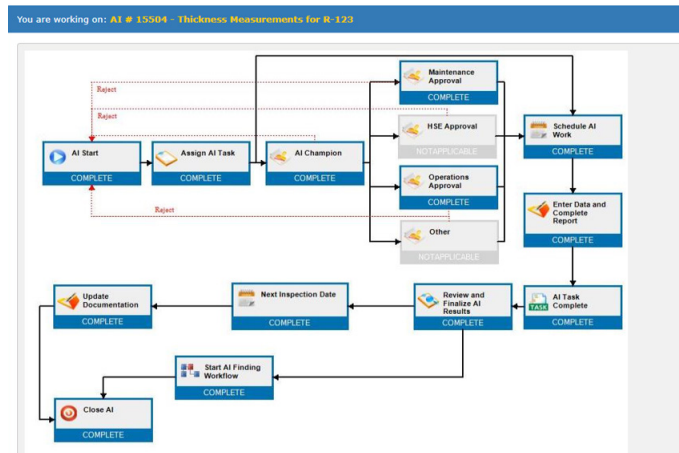 You are working on: AI # 15504 - Thickness Measurements for R-123
Maintenance
Approval
COMPLETE
Reject
Reject
HSE Approval
NOTAPPLICABLE
Schedule AI
Work
COMPLETE
AI Start
COMPLETE
Assign AI Task
COMPLETE
AI Champion
COMPLETE
Operations
Approval
COMPLETE
Reject
Other
NOTAPPLICABLE
Enter Data and
Complete
Report
COMPLETE
Update
Documentation
COMPLETE
Next Inspection Date
COMPLETE
Review and
Finalize AI
Results
COMPLETE
TASK
AI Task
Complete
COMPLETE
Start AI Finding
Workflow
COMPLETE
Close AI
COMPLETE